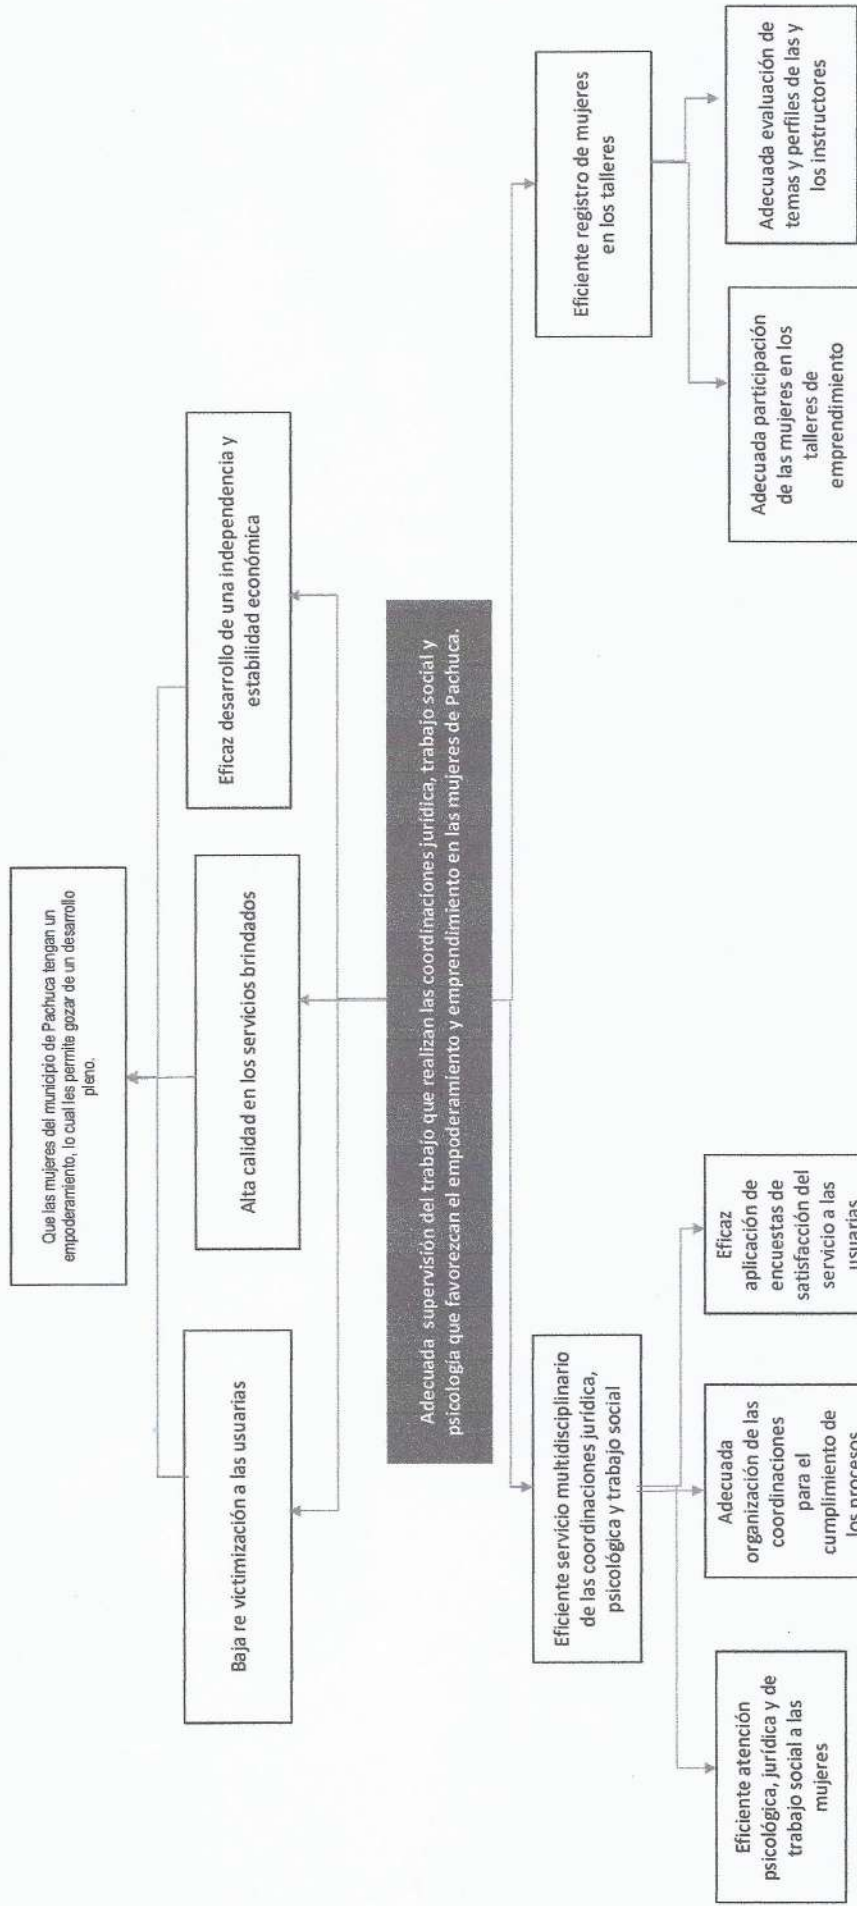 Que las mujeres del municipio de Pachuca tengan un
empoderamiento, lo cual les permite gozar de un desarrollo
pleno.
Baja re victimización a las usuarias
Alta calidad en los servicios brindados
Eficaz desarrollo de una independencia y
estabilidad económica
Adecuada supervisión del trabajo que realizan las coordinaciones jurídica, trabajo social y
psicología que favorezcan el empoderamiento y emprendimiento en las mujeres de Pachuca.
Eficiente servicio multidisciplinario
de las coordinaciones jurídica,
psicológica y trabajo social
Eficiente registro de mujeres
en los talleres
Eficiente atención
psicológica, jurídica y de
trabajo social a las
mujeres
Adecuada
organización de las
coordinaciones
para el
cumplimiento de
los procesos
Eficaz
aplicación de
encuestas de
satisfacción del
servicio a las
usuarias
Adecuada participación
de las mujeres en los
talleres de
emprendimiento
Adecuada evaluación de
temas y perfiles de las y
los instructores